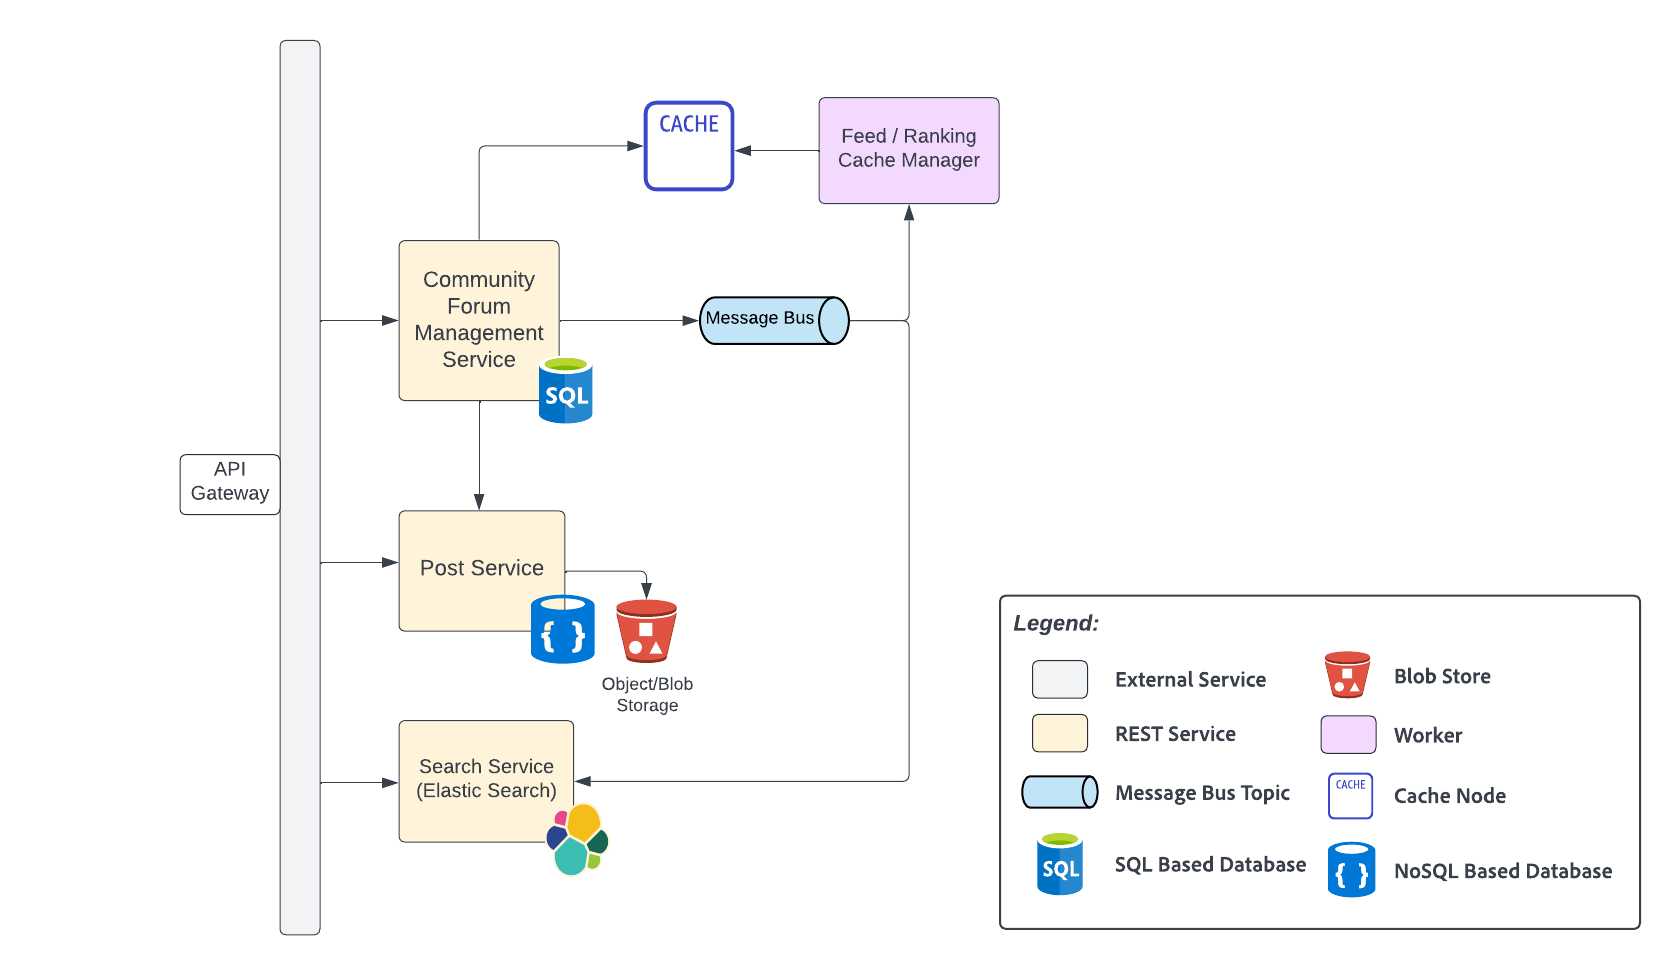 CACHE
Feed / Ranking
Cache Manager
Community
Forum
Management
Service
SQL
Message Bus
API
Gateway
Post Service
{ }
Object/Blob
Storage
Search Service
(Elastic Search)
Legend:
External Service
Blob Store
REST Service
Worker
Message Bus Topic
CACHE
Cache Node
SQL
SQL Based Database
{ }
NoSQL Based Database